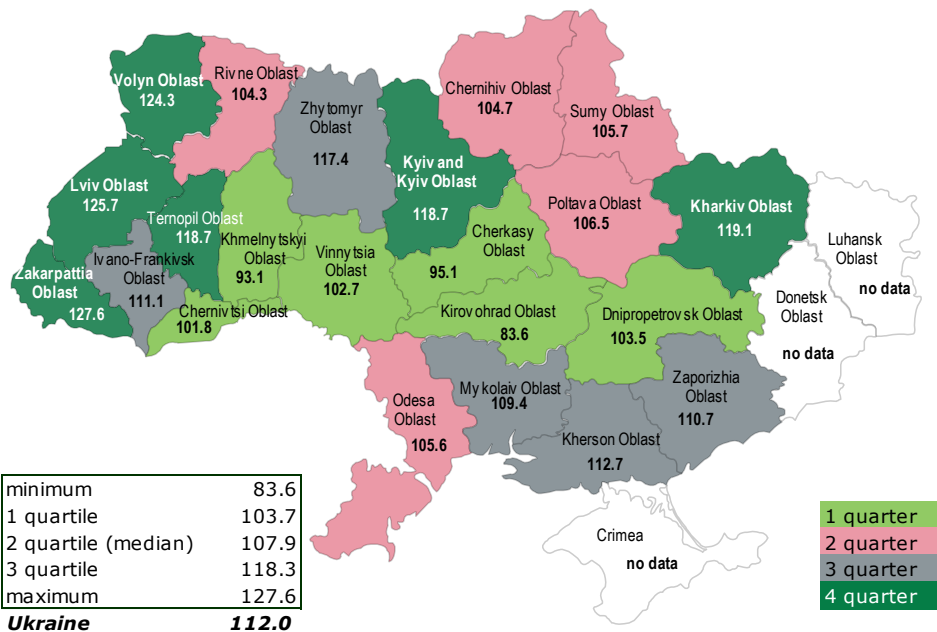 Volyn Oblast
124.3
Rivne Oblast
104.3
Zhytomyr
Oblast
117.4
Kyiv and
Kyiv Oblast
118.7
Chernihiv Oblast
104.7
Sumy Oblast
105.7
Lviv Oblast
125.7
Ternopil Oblast
118.7
Khmelnytskyi
Oblast
93.1
Vinnytsia
Oblast
102.7
Cherkasy
Oblast
95.1
Poltava Oblast
106.5
Kharkiv Oblast
119.1
Luhansk
Oblast
no data
Zakarpattia
Oblast
127.6
Ivano-Frankivsk
Oblast
111.1
Chernivtsi Oblast
101.8
Kirovohrad Oblast
83.6
Dnipropetrovsk Oblast
103.5
Donetsk
Oblast
no data
Odesa
Oblast
105.6
Mykolaiv Oblast
109.4
Kherson Oblast
112.7
Zaporizhia
Oblast
110.7
Crimea
no data
minimum 83.6
1 quartile 103.7
2 quartile (median) 107.9
3 quartile 118.3
maximum 127.6
Ukraine 112.0
1 quarter
2 quarter
3 quarter
4 quarter